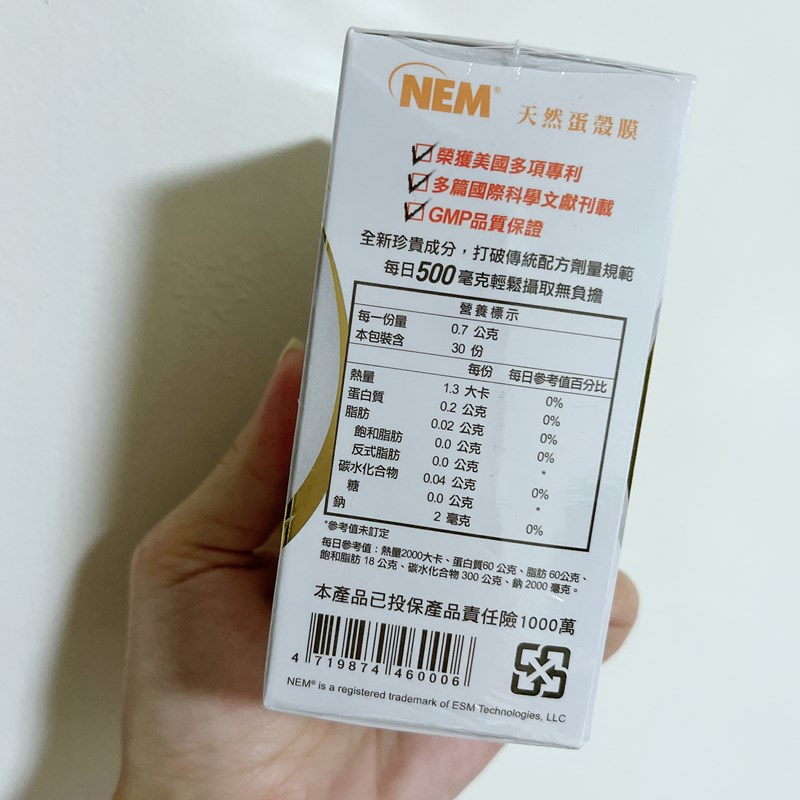 NEM® 天然蛋殼膜
榮獲美國多項專利
多篇國際科學文獻刊載
GMP品質保證
全新珍貴成分,打破傳統配方劑量規範
每日500毫克輕鬆攝取無負擔
營養標示
每一份量 0.7 公克
本包裝含 30 份
每份 每日參考值百分比
熱量 1.3 大卡 0%
蛋白質 0.2 公克 0%
脂肪 0.02 公克 0%
飽和脂肪 0.0 公克 0%
反式脂肪 0.0 公克 *
碳水化合物 0.04 公克 0%
糖 0.0 公克 *
鈉 2 毫克 0%
*參考值未訂定
每日參考值:熱量2000大卡、蛋白質60 公克、脂肪 60公克、
飽和脂肪 18 公克、碳水化合物 300 公克、鈉 2000 毫克。
本產品已投保產品責任險1000萬
4 719874 460006
NEM® is a registered trademark of ESM Technologies, LLC